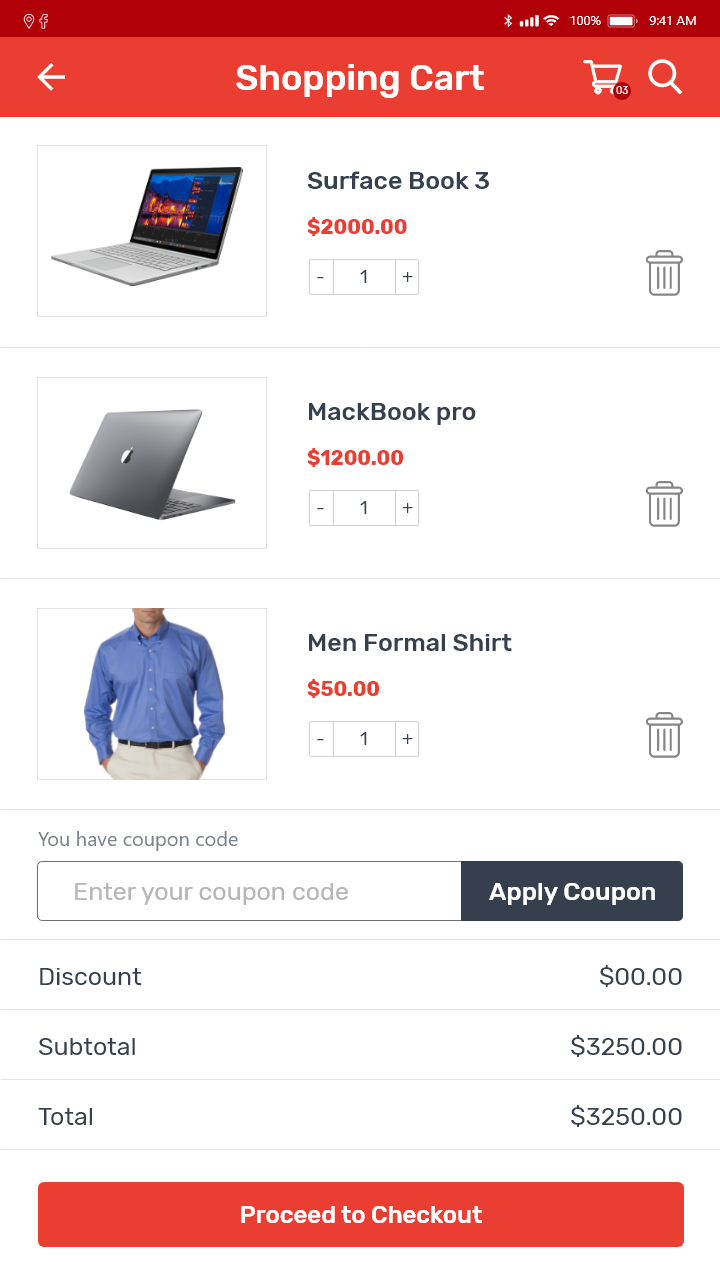 100% 9:41 AM
Shopping Cart
03
Surface Book 3
$2000.00
- 1 +
MackBook pro
$1200.00
- 1 +
Men Formal Shirt
$50.00
- 1 +
You have coupon code
Enter your coupon code Apply Coupon
Discount $00.00
Subtotal $3250.00
Total $3250.00
Proceed to Checkout